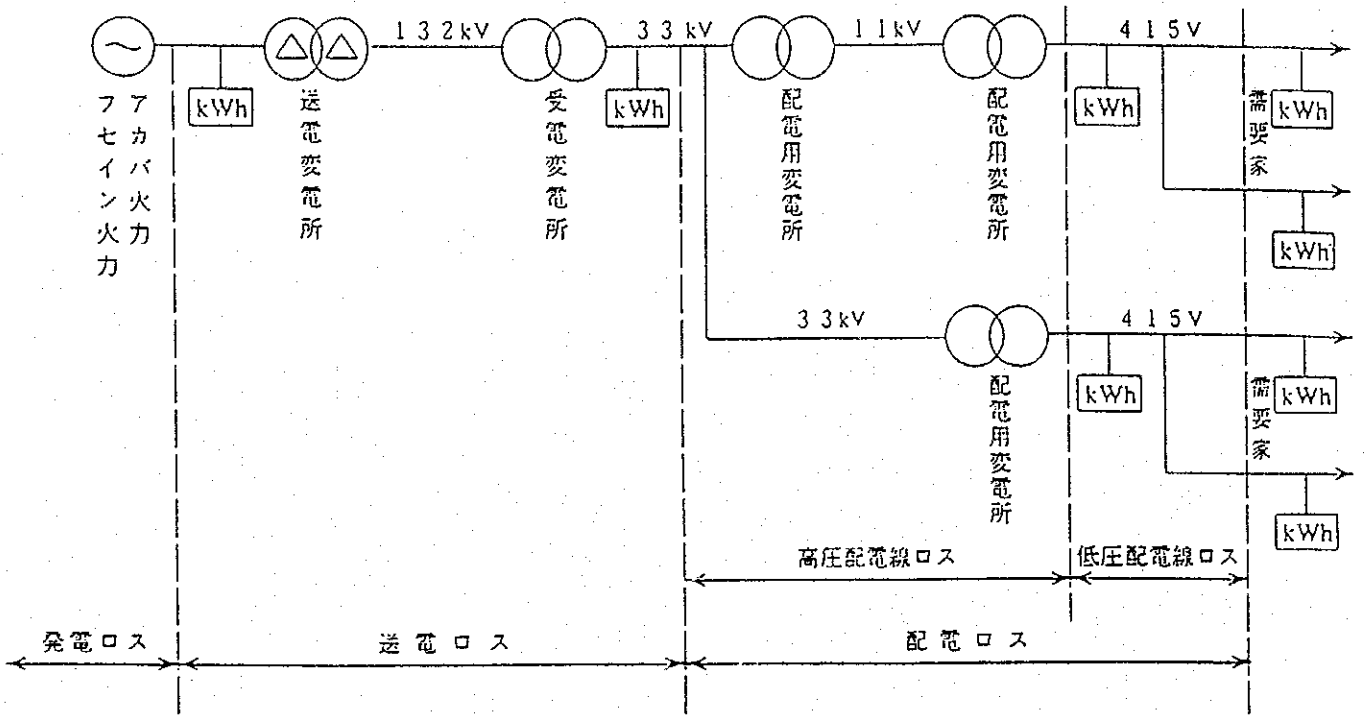 132kV
33kV
11kV
415V
kWh
kWh
kWh
kWh
kWh
アカバ火力
フセイン火力
送電変電所
受電変電所
配電用変電所
配電用変電所
需要家
33kV
415V
kWh
kWh
kWh
配電用変電所
需要家
高圧配電線ロス
低圧配電線ロス
発電ロス
送電ロス
配電ロス